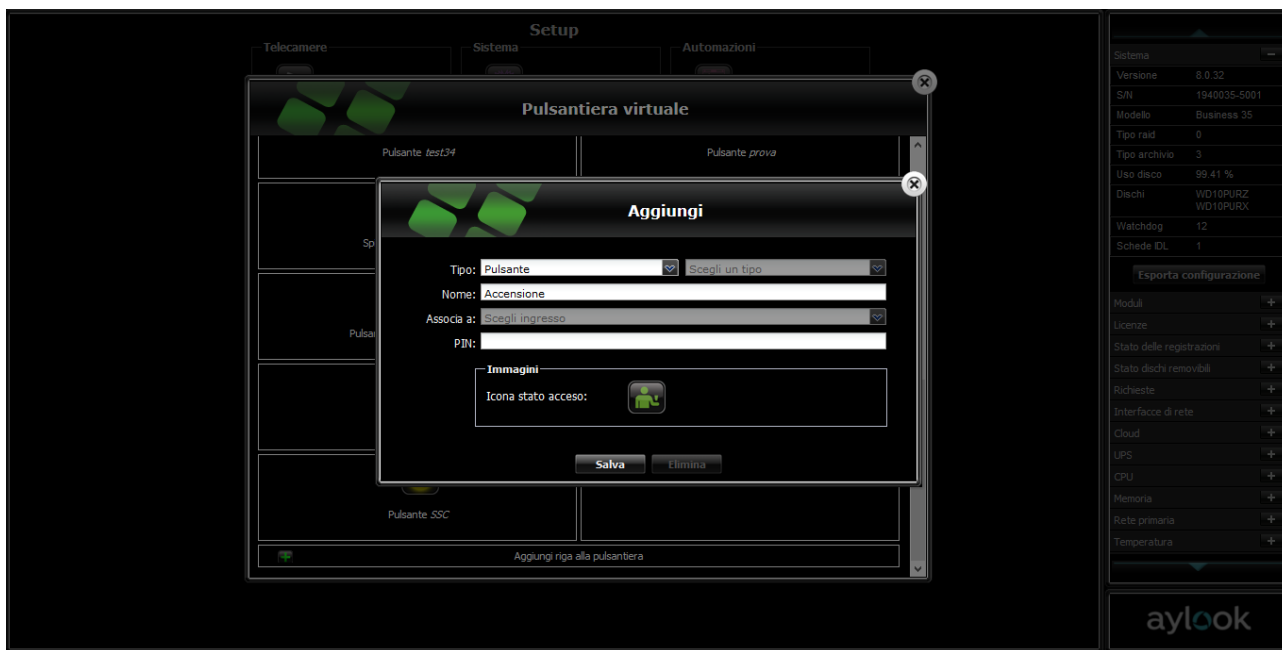 Setup
Telecamere
Sistema
Automazioni
Pulsantiera virtuale
Pulsante test34
Pulsante prova
Sp
Pulsa
Aggiungi
Tipo: Pulsante Scegli un tipo
Nome: Accensione
Associa a: Scegli ingresso
PIN:
Immagini
Icona stato acceso:
Salva Elimina
Pulsante SSC
Aggiungi riga alla pulsantiera
Sistema
Versione 8.0.32
S/N 1940035-5001
Modello Business 35
Tipo raid 0
Tipo archivio 3
Uso disco 99.41 %
Dischi WD10PURZ
WD10PURX
Watchdog 12
Schede IDL 1
Esporta configurazione
Moduli
Licenze
Stato delle registrazioni
Stato dischi removibili
Richieste
Interfacce di rete
Cloud
UPS
CPU
Memoria
Rete primaria
Temperatura
aylook